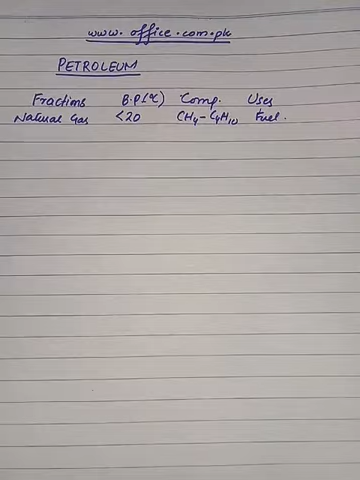 www.office.com.pk
PETROLEUM
Fractions B.P(°C) Comp. Uses
Natural Gas <20 CH₄-C₄H₁₀ Fuel.